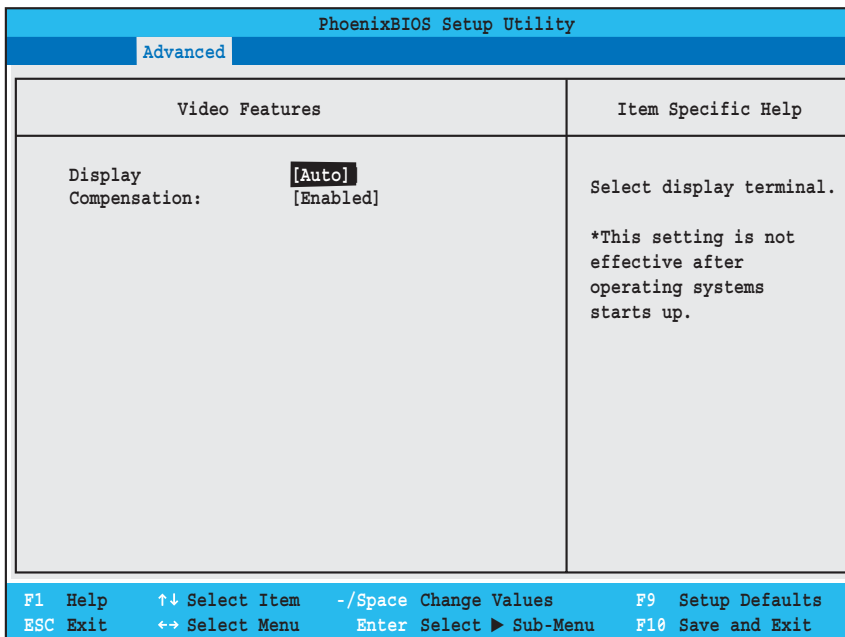 PhoenixBIOS Setup Utility
Advanced
Video Features
Item Specific Help
Display [Auto]
Compensation: [Enabled]
Select display terminal.
*This setting is not
effective after
operating systems
starts up.
F1 Help ↑↓ Select Item -/Space Change Values F9 Setup Defaults
ESC Exit ←→ Select Menu Enter Select ▶ Sub-Menu F10 Save and Exit